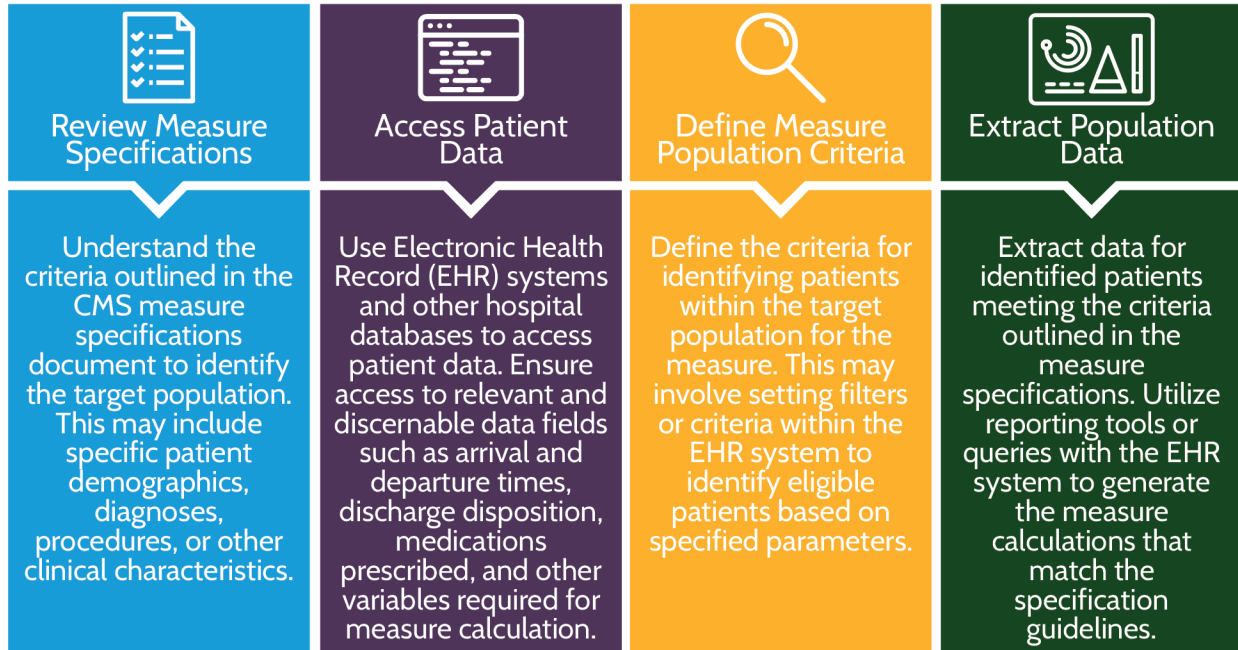 Review Measure
Specifications
Understand the
criteria outlined in the
CMS measure
specifications
document to identify
the target population.
This may include
specific patient
demographics,
diagnoses,
procedures, or other
clinical characteristics.
Access Patient
Data
Use Electronic Health
Record (EHR) systems
and other hospital
databases to access
patient data. Ensure
access to relevant and
discernable data fields
such as arrival and
departure times,
discharge disposition,
medications
prescribed, and other
variables required for
measure calculation.
Define Measure
Population Criteria
Define the criteria for
identifying patients
within the target
population for the
measure. This may
involve setting filters
or criteria within the
EHR system to
identify eligible
patients based on
specified parameters.
Extract Population
Data
Extract data for
identified patients
meeting the criteria
outlined in the
measure
specifications. Utilize
reporting tools or
queries with the EHR
system to generate
the measure
calculations that
match the
specification
guidelines.